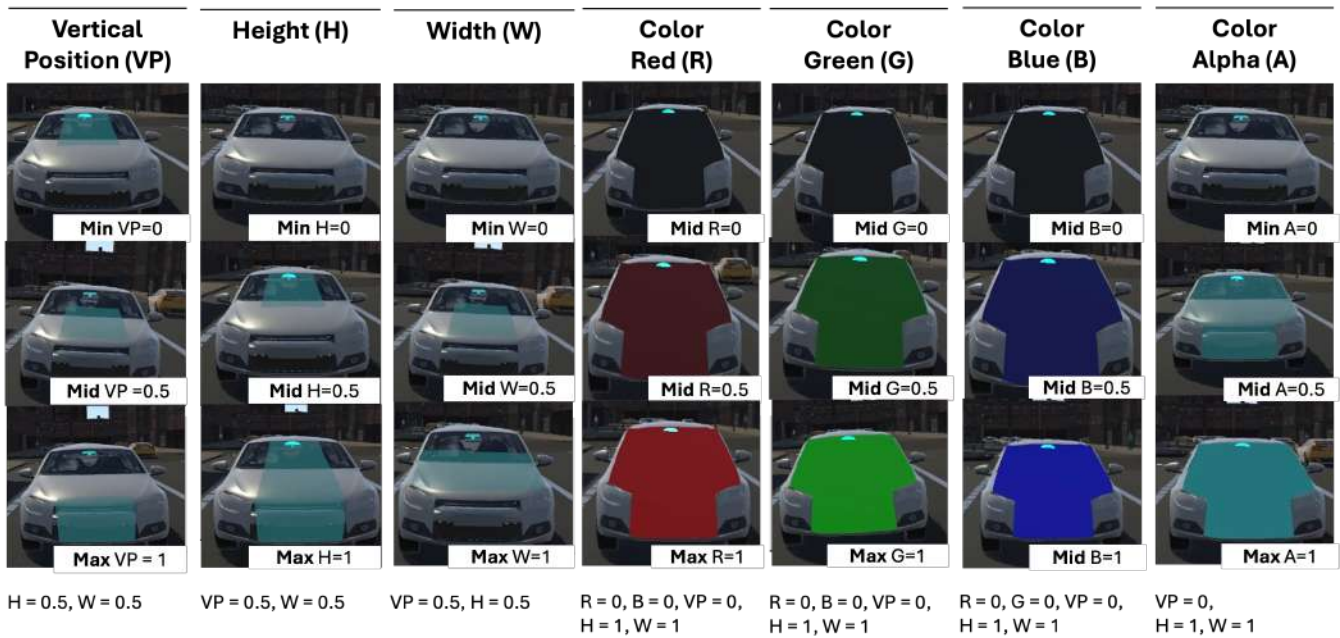 Vertical
Position (VP)
Height (H)
Width (W)
Color
Red (R)
Color
Green (G)
Color
Blue (B)
Color
Alpha (A)
Min VP=0
Min H=0
Min W=0
Mid R=0
Mid G=0
Mid B=0
Min A=0
Mid VP =0.5
Mid H=0.5
Mid W=0.5
Mid R=0.5
Mid G=0.5
Mid B=0.5
Mid A=0.5
Max VP = 1
Max H=1
Max W=1
Max R=1
Max G=1
Mid B=1
Max A=1
H = 0.5, W = 0.5
VP = 0.5, W = 0.5
VP = 0.5, H = 0.5
R = 0, B = 0, VP = 0,
H = 1, W = 1
R = 0, B = 0, VP = 0,
H = 1, W = 1
R = 0, G = 0, VP = 0,
H = 1, W = 1
VP = 0,
H = 1, W = 1